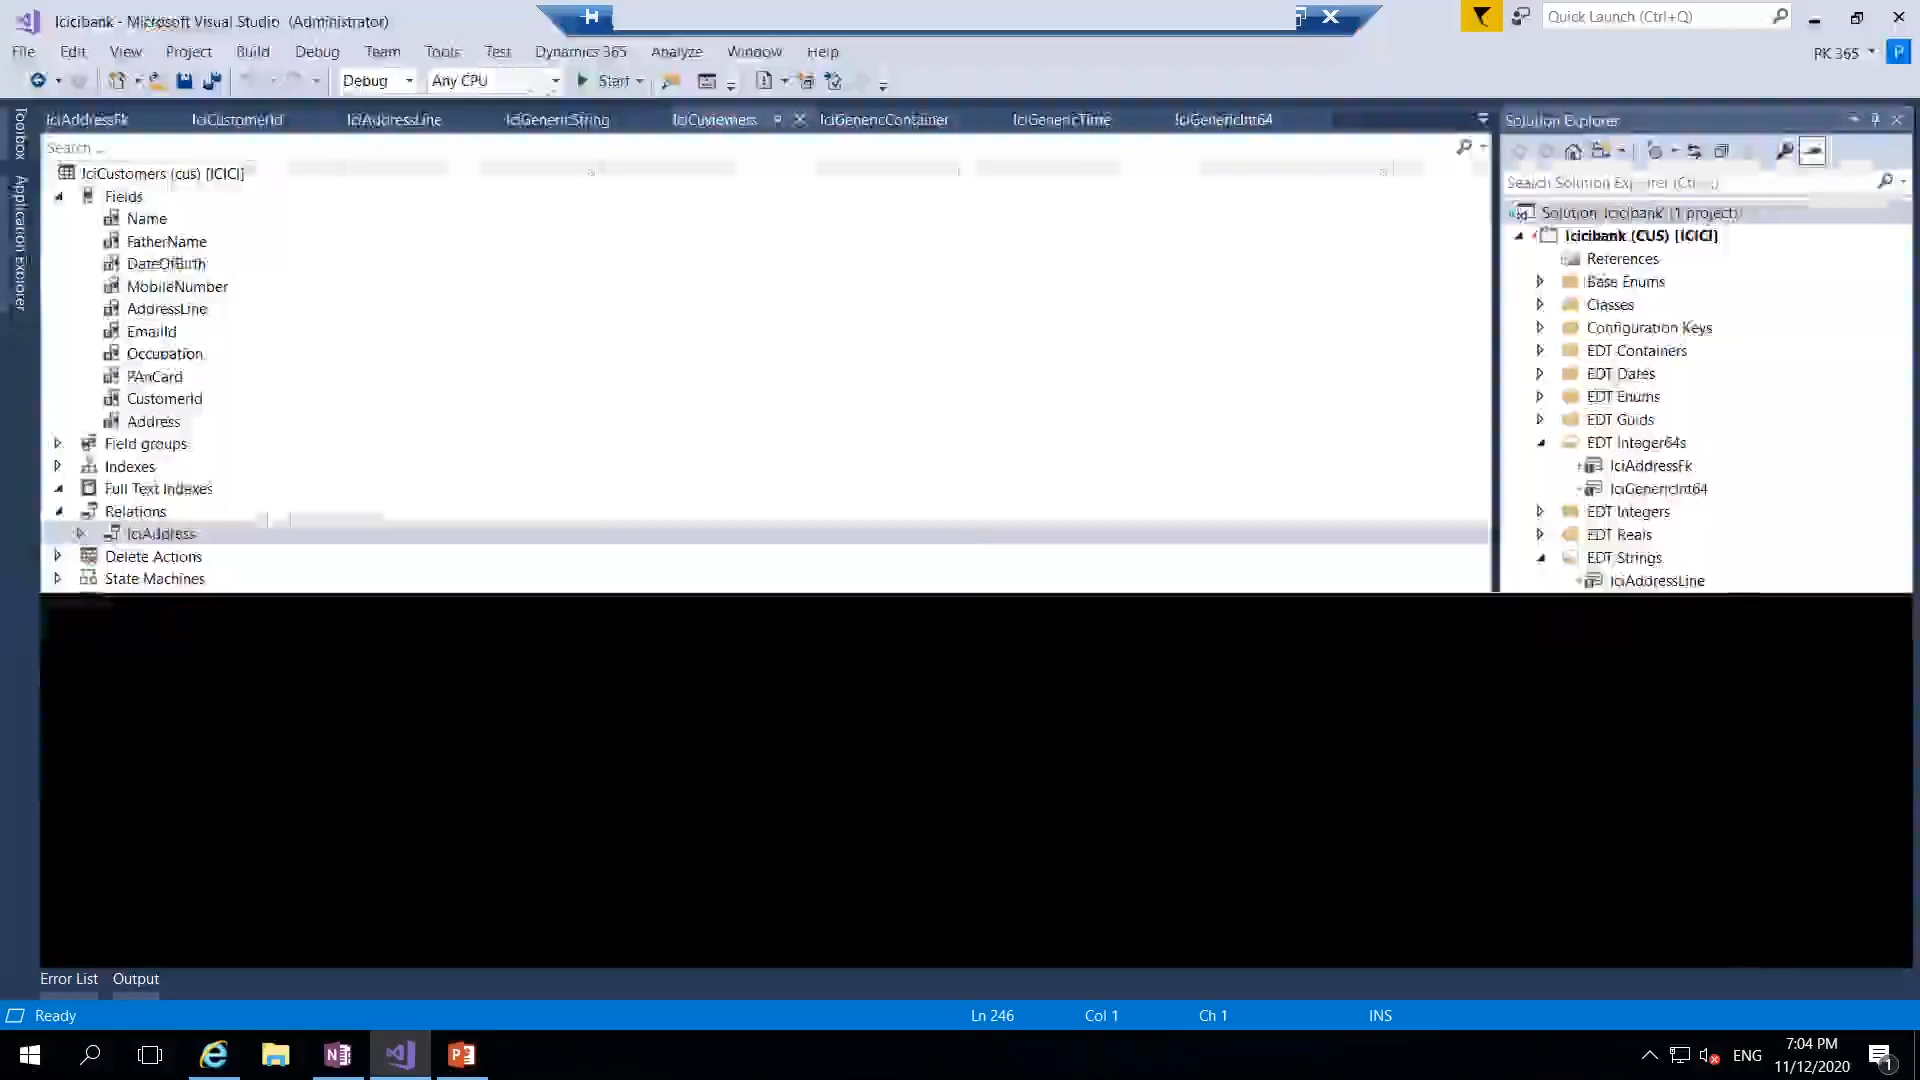 Icicibank - Microsoft Visual Studio (Administrator)
Quick Launch (Ctrl+Q)
File Edit View Project Build Debug Team Tools Test Dynamics 365 Analyze Window Help
RK 365
P
Debug Any CPU Start
Toolbox
Application Explorer
IciAddressFk IciCustomerId IciAddressLine IciGenericString IciGenericContainer IciGenericTime IciGenericInt64
Search ...
IciCustomers (cus) [ICICI]
Fields
Name
FatherName
DateOfBirth
MobileNumber
AddressLine
EmailId
Occupation
PAnCard
CustomerId
Address
Field groups
Indexes
Full Text Indexes
Relations
IciAddress
Delete Actions
State Machines
Solution Explorer
Search Solution Explorer (Ctrl+;)
Solution 'Icicibank' (1 project)
Icicibank (CUS) [ICICI]
References
Base Enums
Classes
Configuration Keys
EDT Containers
EDT Dates
EDT Enums
EDT Guids
EDT Integer64s
IciAddressFk
IciGenericInt64
EDT Integers
EDT Reals
EDT Strings
IciAddressLine
Error List Output
Ready Ln 246 Col 1 Ch 1 INS
ENG
7:04 PM
11/12/2020
1